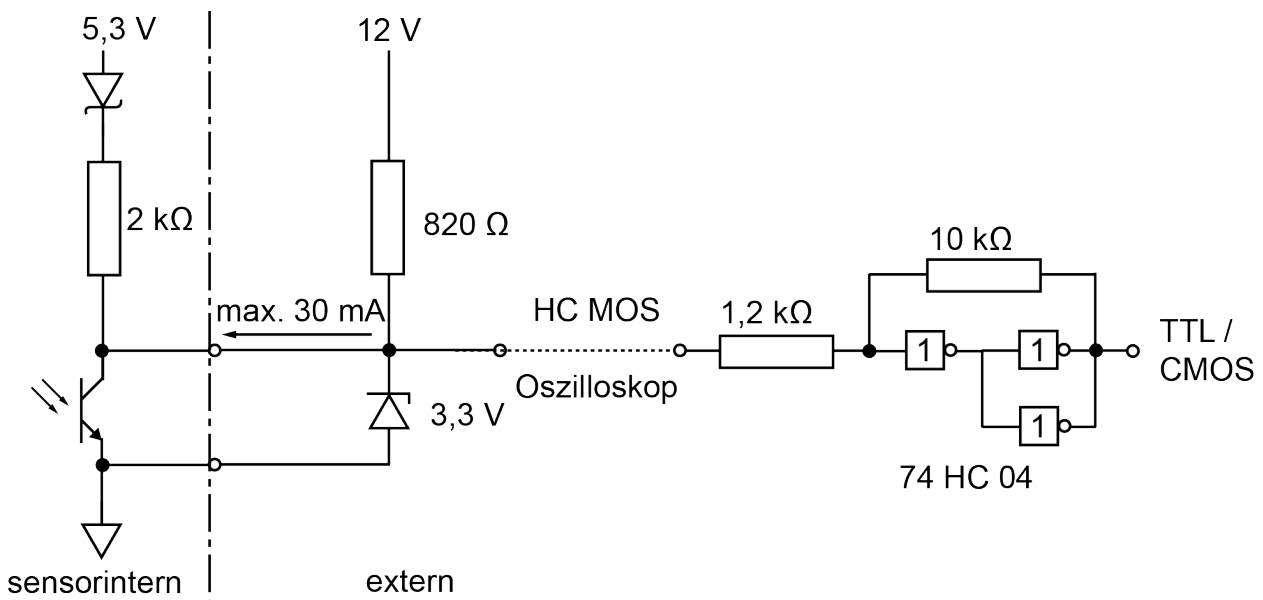 5,3 V
12 V
2 kΩ
820 Ω
max. 30 mA
HC MOS
Oszilloskop
3,3 V
1,2 kΩ
10 kΩ
1
1
1
74 HC 04
TTL /
CMOS
sensorintern
extern